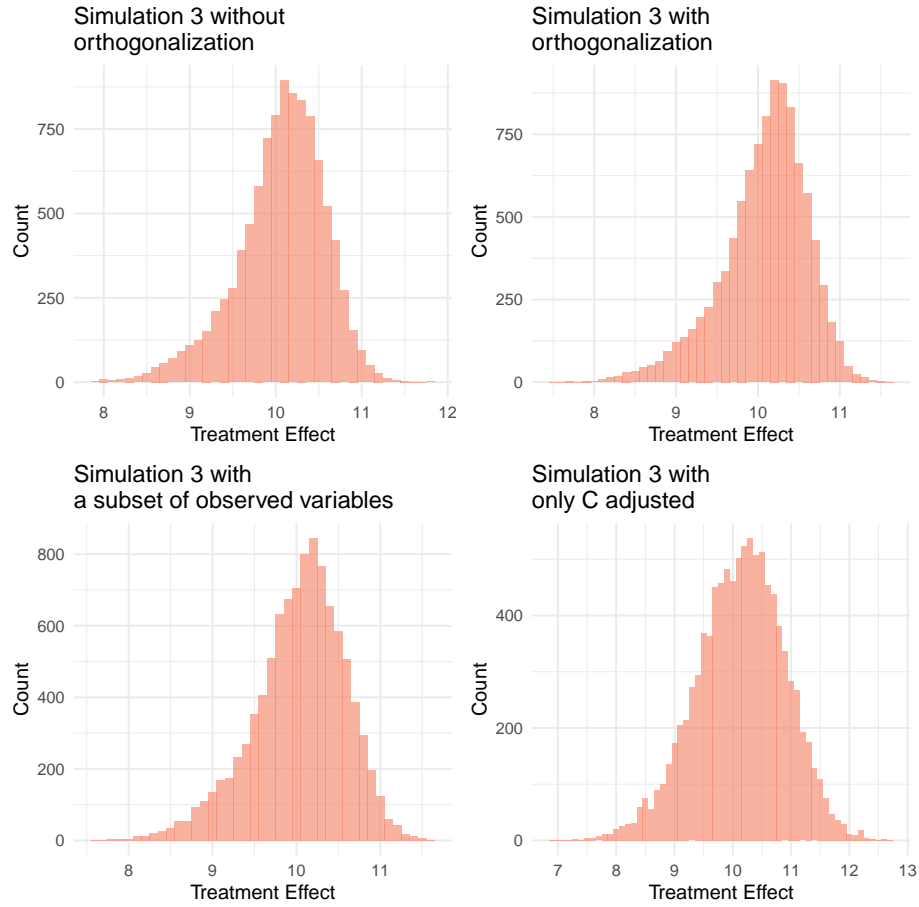 Simulation 3 without
orthogonalization
750
500
250
0
Count
8 9 10 11 12
Treatment Effect
Simulation 3 with
orthogonalization
750
500
250
0
Count
8 9 10 11
Treatment Effect
Simulation 3 with
a subset of observed variables
800
600
400
200
0
Count
8 9 10 11
Treatment Effect
Simulation 3 with
only C adjusted
400
200
0
Count
7 8 9 10 11 12 13
Treatment Effect